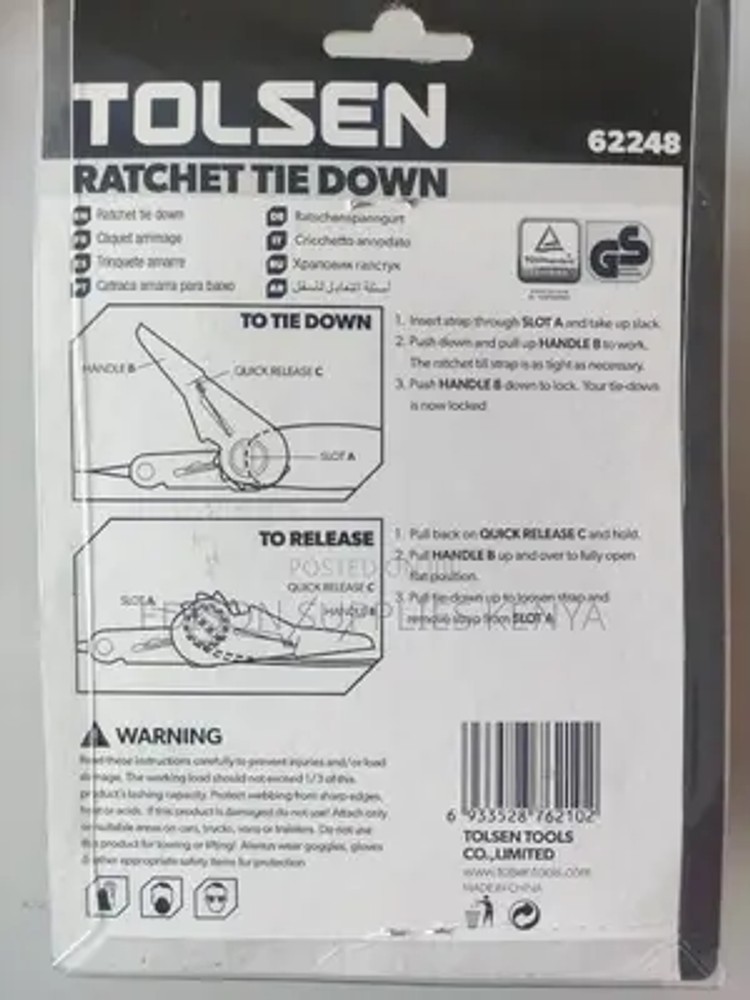 TOLSEN
62248
RATCHET TIE DOWN
Ratchet tie down
Cliquet arrimage
Trinquete amarre
Catraca amarra para baixo
DE Ratschenspanngurt
IT Cricchetto annodato
RU Храповик галстук
GS
TO TIE DOWN
HANDLE B
QUICK RELEASE C
SLOT A
1. Insert strap through SLOT A and take up slack.
2. Push down and pull up HANDLE B to work.
The ratchet till strap is as tight as necessary.
3. Push HANDLE B down to lock. Your tie-down
is now locked
TO RELEASE
QUICK RELEASE C
SLOT A
HANDLE B
1. Pull back on QUICK RELEASE C and hold.
2. Pull HANDLE B up and over to fully open
flat position.
3. Pull tie-down up to loosen strap and
remove strap from SLOT A
POSTED ON
SUPPLIES KENYA
WARNING
Read these instructions carefully to prevent injuries and/or load
damage. The working load should not exceed 1/3 of this
product's lashing capacity. Protect webbing from sharp edges,
heat or acids. If this product is damaged do not use! Attach only
to suitable areas on cars, trucks, vans or trailers. Do not use
this product for towing or lifting! Always wear goggles, gloves
& other appropriate safety items for protection
6 933528 762102
TOLSEN TOOLS
CO.,LIMITED
www.tolsentools.com
MADE IN CHINA